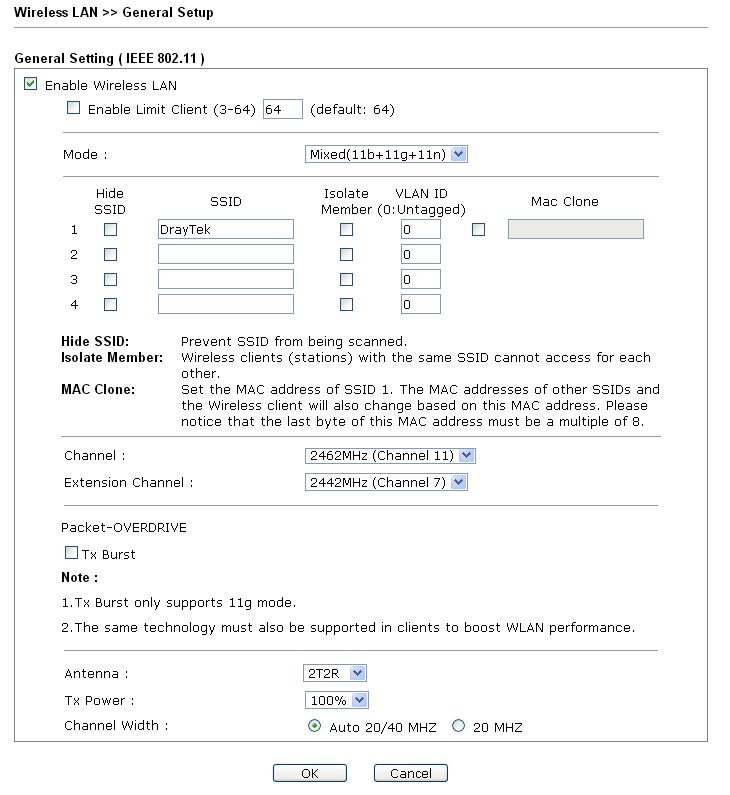 Wireless LAN >> General Setup
General Setting ( IEEE 802.11 )
Enable Wireless LAN
Enable Limit Client (3-64) 64 (default: 64)
Mode : Mixed(11b+11g+11n)
Hide SSID SSID Isolate Member VLAN ID (0:Untagged) Mac Clone
1 DrayTek 0
2 0
3 0
4 0
Hide SSID: Prevent SSID from being scanned.
Isolate Member: Wireless clients (stations) with the same SSID cannot access for each
other.
MAC Clone: Set the MAC address of SSID 1. The MAC addresses of other SSIDs and
the Wireless client will also change based on this MAC address. Please
notice that the last byte of this MAC address must be a multiple of 8.
Channel : 2462MHz (Channel 11)
Extension Channel : 2442MHz (Channel 7)
Packet-OVERDRIVE
Tx Burst
Note :
1.Tx Burst only supports 11g mode.
2.The same technology must also be supported in clients to boost WLAN performance.
Antenna : 2T2R
Tx Power : 100%
Channel Width : Auto 20/40 MHZ 20 MHZ
OK Cancel